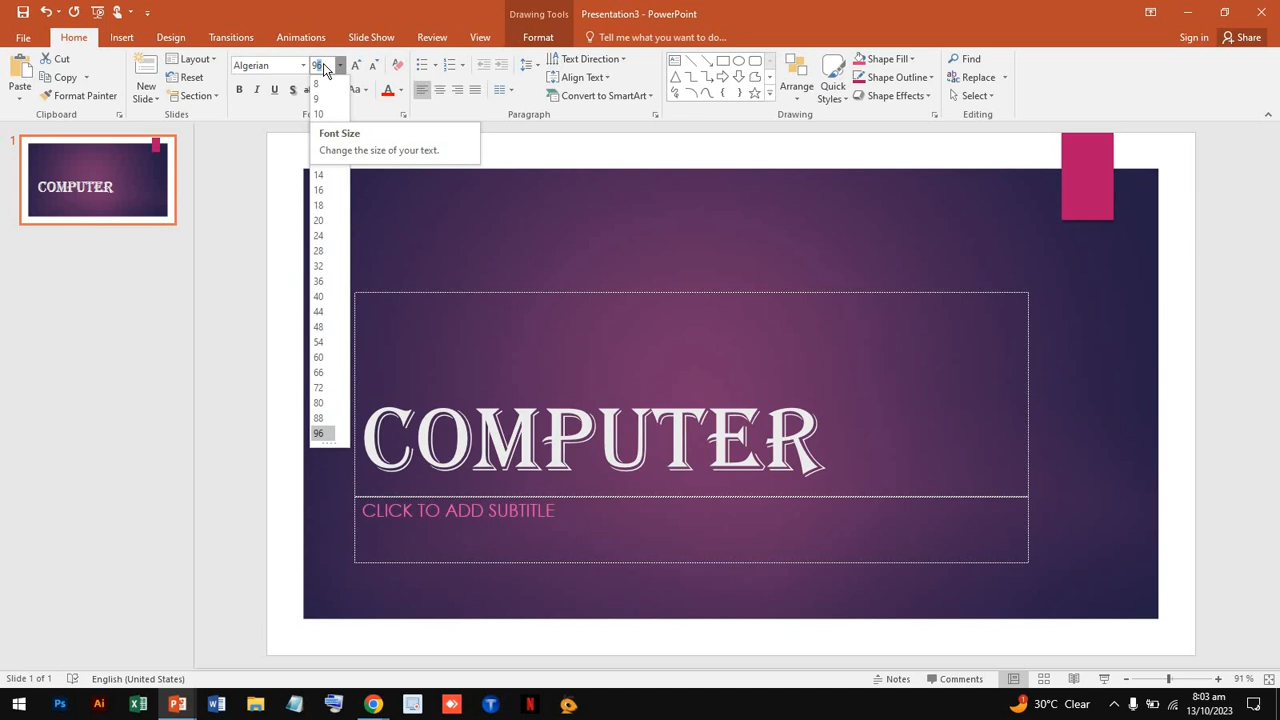 Drawing Tools
Presentation3 - PowerPoint
File
Home
Insert
Design
Transitions
Animations
Slide Show
Review
View
Format
Tell me what you want to do...
Sign in
Share
Paste
Cut
Copy
Format Painter
Clipboard
New
Slide
Layout
Reset
Section
Slides
Algerian
96
B
I
U
S
Aa
A
Text Direction
Align Text
Convert to SmartArt
Paragraph
Arrange
Quick
Styles
Shape Fill
Shape Outline
Shape Effects
Drawing
Find
Replace
Select
Editing
8
9
10
Font Size
Change the size of your text.
14
16
18
20
24
28
32
36
40
44
48
54
60
66
72
80
88
96
1
COMPUTER
COMPUTER
CLICK TO ADD SUBTITLE
Slide 1 of 1
English (United States)
Notes
Comments
91 %
30°C Clear
8:03 am
13/10/2023